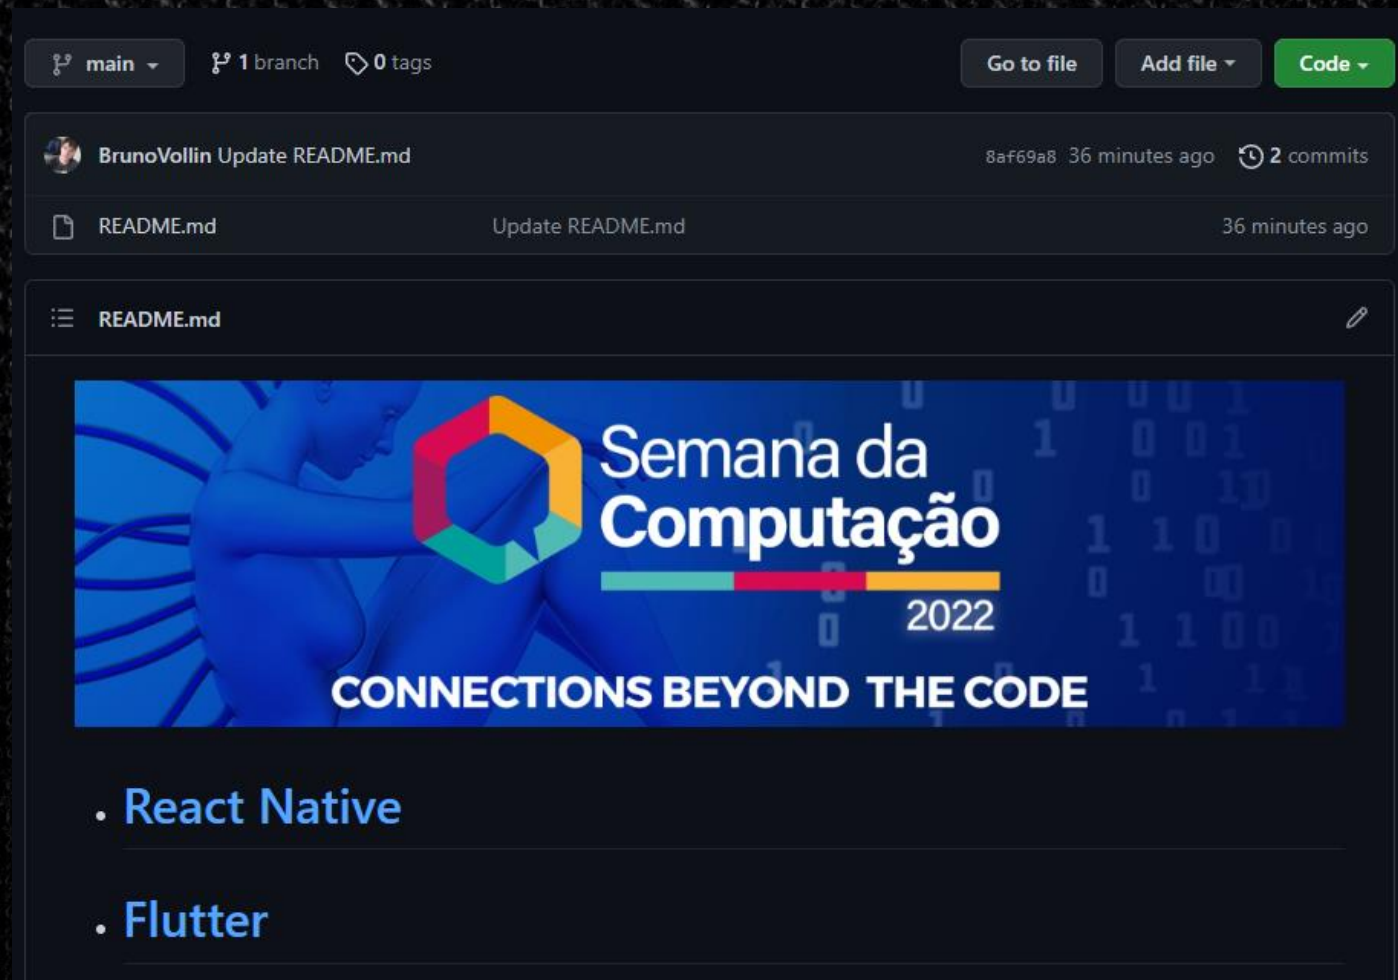 main 1 branch 0 tags Go to file Add file Code
BrunoVollin Update README.md 8af69a8 36 minutes ago 2 commits
README.md Update README.md 36 minutes ago
README.md
Semana da
Computação
2022
CONNECTIONS BEYOND THE CODE
• React Native
• Flutter